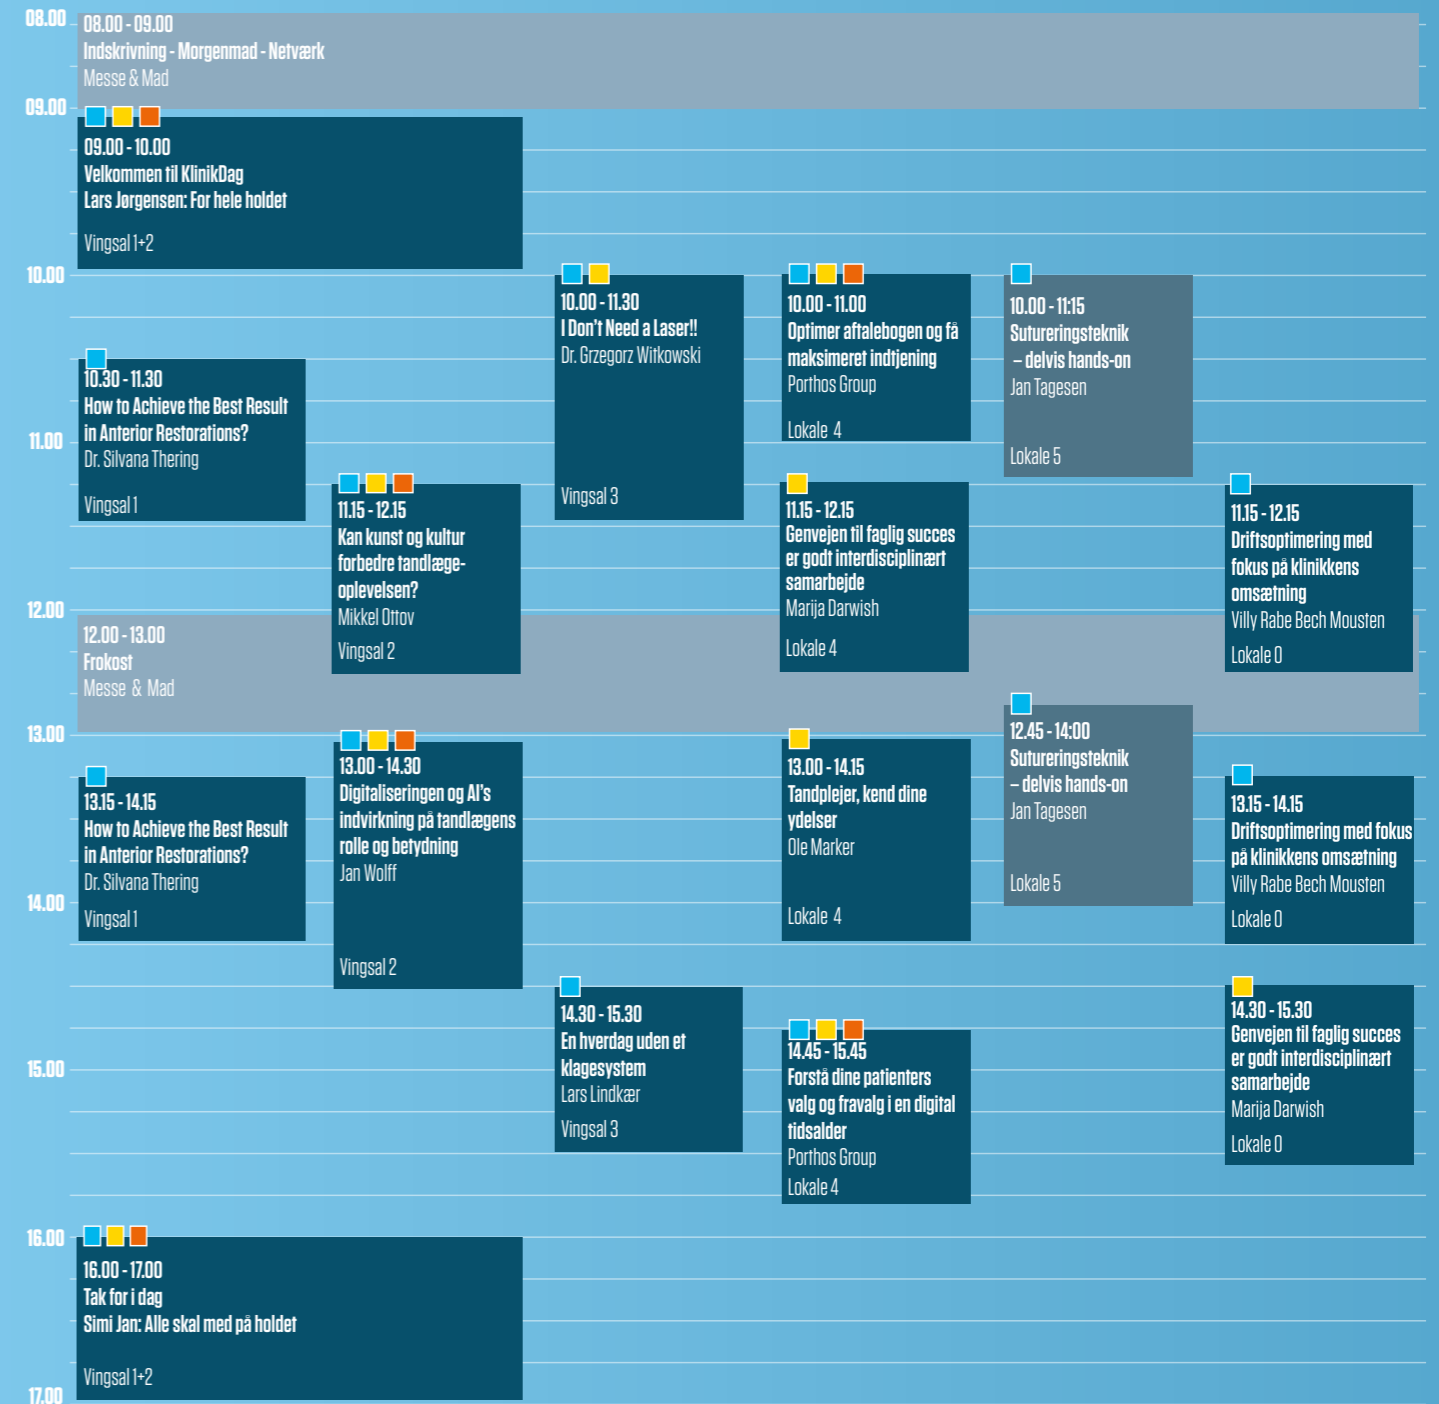 08.00
08.00 - 09.00
Indskrivning - Morgenmad - Netværk
Messe & Mad
09.00
09.00 - 10.00
Velkommen til KlinikDag
Lars Jørgensen: For hele holdet
Vingsal 1+2
10.00
10.30 - 11.30
How to Achieve the Best Result
in Anterior Restorations?
Dr. Silvana Thering
Vingsal 1
11.15 - 12.15
Kan kunst og kultur
forbedre tandlæge-
oplevelsen?
Mikkel Ottov
Vingsal 2
10.00 - 11.30
I Don't Need a Laser!!
Dr. Grzegorz Witkowski
Vingsal 3
10.00 - 11.00
Optimer aftalebogen og få
maksimeret indtjening
Porthos Group
Lokale 4
10.00 - 11:15
Sutureringsteknik
– delvis hands-on
Jan Tagesen
Lokale 5
11.00
11.15 - 12.15
Genvejen til faglig succes
er godt interdisciplinært
samarbejde
Marija Darwish
Lokale 4
11.15 - 12.15
Driftsoptimering med
fokus på klinikkens
omsætning
Villy Rabe Bech Mousten
Lokale 0
12.00
12.00 - 13.00
Frokost
Messe & Mad
13.00
13.15 - 14.15
How to Achieve the Best Result
in Anterior Restorations?
Dr. Silvana Thering
Vingsal 1
13.00 - 14.30
Digitaliseringen og AI's
indvirkning på tandlægens
rolle og betydning
Jan Wolff
Vingsal 2
13.00 - 14.15
Tandplejer, kend dine
ydelser
Ole Marker
Lokale 4
12.45 - 14:00
Sutureringsteknik
– delvis hands-on
Jan Tagesen
Lokale 5
13.15 - 14.15
Driftsoptimering med fokus
på klinikkens omsætning
Villy Rabe Bech Mousten
Lokale 0
14.00
14.30 - 15.30
En hverdag uden et
klagesystem
Lars Lindkær
Vingsal 3
14.45 - 15.45
Forstå dine patienters
valg og fravalg i en digital
tidsalder
Porthos Group
Lokale 4
14.30 - 15.30
Genvejen til faglig succes
er godt interdisciplinært
samarbejde
Marija Darwish
Lokale 0
15.00
16.00
16.00 - 17.00
Tak for i dag
Simi Jan: Alle skal med på holdet
Vingsal 1+2
17.00